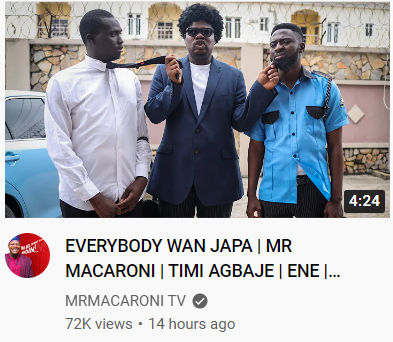 4:24
EVERYBODY WAN JAPA | MR
MACARONI | TIMI AGBAJE | ENE |...
MRMACARONI TV
72K views • 14 hours ago